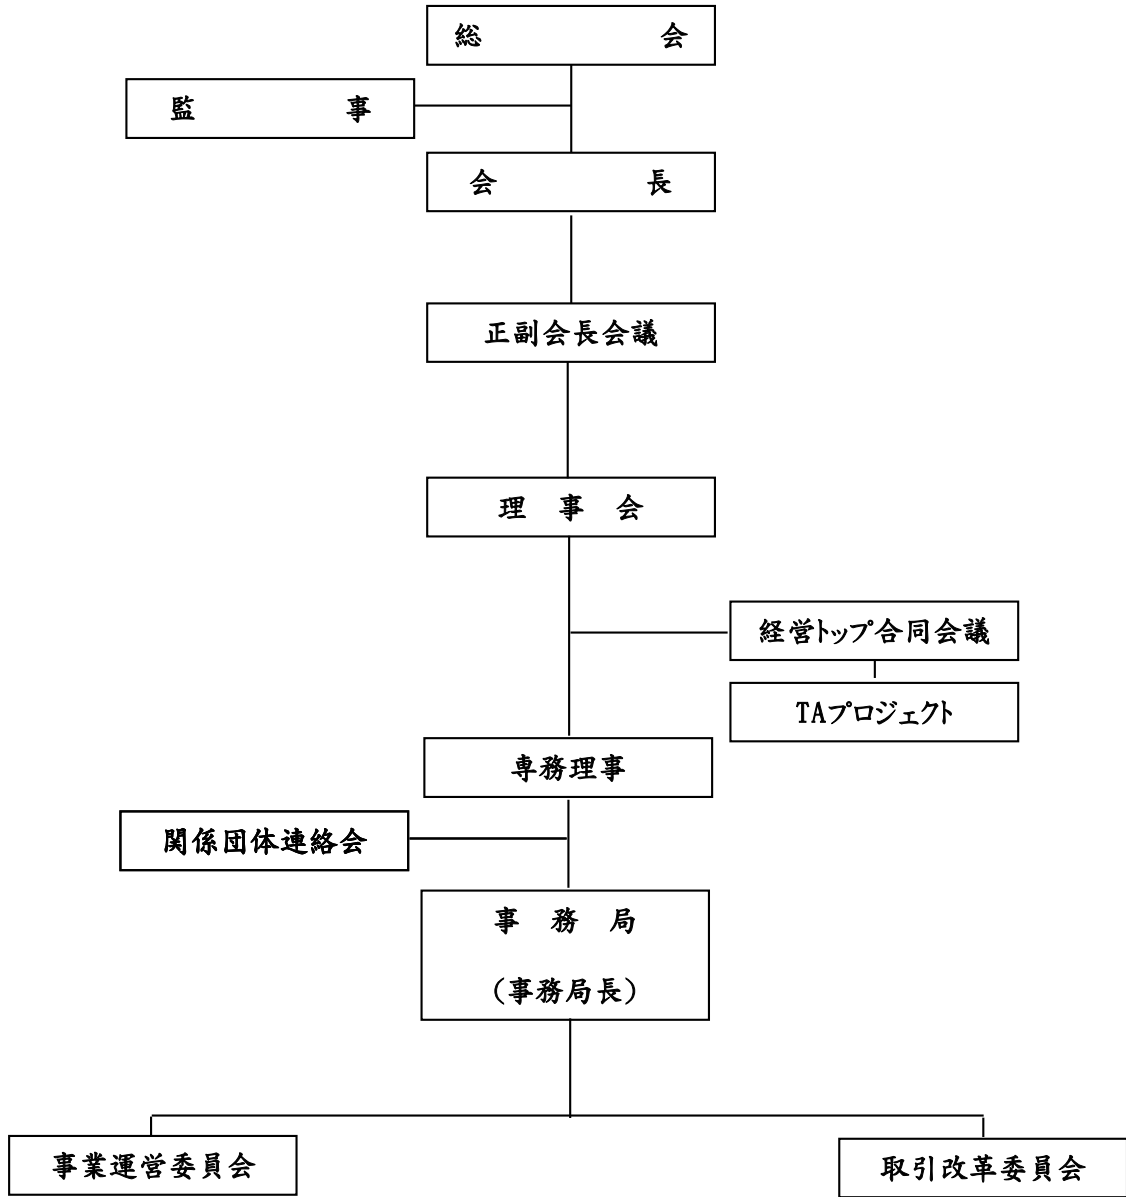 総　　　　　　会
監　　　　　事
会　　　　　長
正副会長会議
理　事　会
経営トップ合同会議
TAプロジェクト
専務理事
関係団体連絡会
事　務　局
(事務局長)
事業運営委員会
取引改革委員会